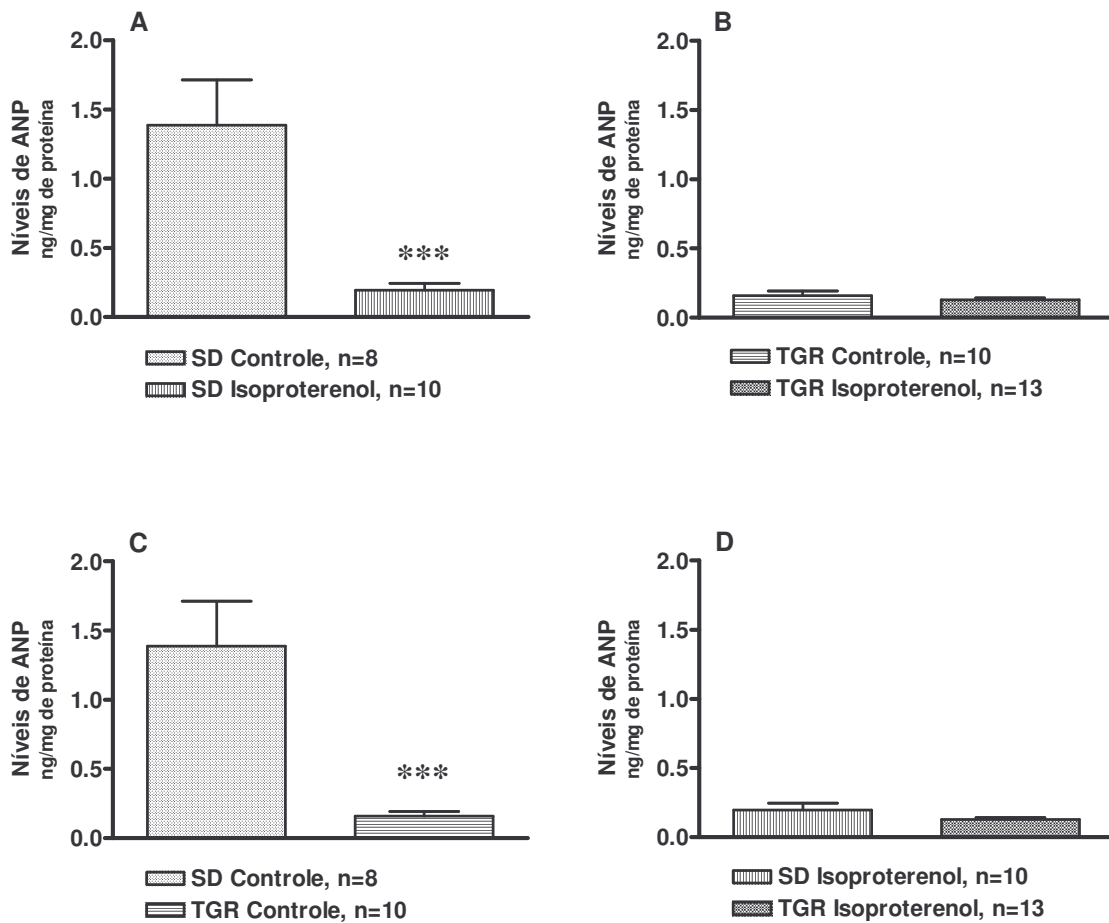 A
Níveis de ANP
ng/mg de proteína
2.0
1.5
1.0
0.5
0.0
***
SD Controle, n=8
SD Isoproterenol, n=10
B
Níveis de ANP
ng/mg de proteína
2.0
1.5
1.0
0.5
0.0
TGR Controle, n=10
TGR Isoproterenol, n=13
C
Níveis de ANP
ng/mg de proteína
2.0
1.5
1.0
0.5
0.0
***
SD Controle, n=8
TGR Controle, n=10
D
Níveis de ANP
ng/mg de proteína
2.0
1.5
1.0
0.5
0.0
SD Isoproterenol, n=10
TGR Isoproterenol, n=13